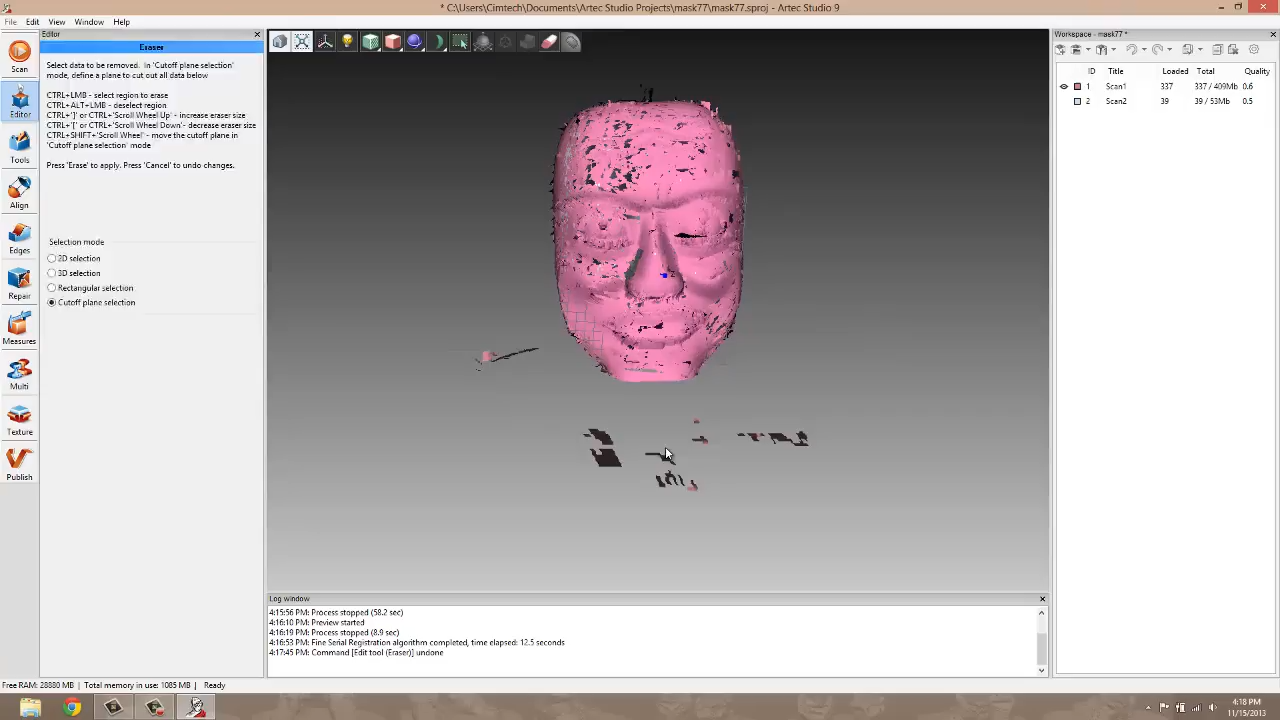 * C:\Users\Cimtech\Documents\Artec Studio Projects\mask77\mask77.sproj - Artec Studio 9
File Edit View Window Help
Editor
Eraser
Select data to be removed. In 'Cutoff plane selection'
mode, define a plane to cut out all data below
CTRL+LMB - select region to erase
CTRL+ALT+LMB - deselect region
CTRL+']' or CTRL+'Scroll Wheel Up' - increase eraser size
CTRL+'[' or CTRL+'Scroll Wheel Down' - decrease eraser size
CTRL+SHIFT+'Scroll Wheel' - move the cutoff plane in
'Cutoff plane selection' mode
Press 'Erase' to apply. Press 'Cancel' to undo changes.
Selection mode
2D selection
3D selection
Rectangular selection
Cutoff plane selection
Scan
Editor
Tools
Align
Edges
Repair
Measures
Multi
Texture
Publish
Z
Workspace - mask77 *
ID Title Loaded Total Quality
1 Scan1 337 337 / 409Mb 0.6
2 Scan2 39 39 / 53Mb 0.5
Log window
4:15:56 PM: Process stopped (58.2 sec)
4:16:10 PM: Preview started
4:16:19 PM: Process stopped (8.9 sec)
4:16:53 PM: Fine Serial Registration algorithm completed, time elapsed: 12.5 seconds
4:17:45 PM: Command [Edit tool (Eraser)] undone
Free RAM: 28880 MB | Total memory in use: 1085 MB | Ready
4:18 PM
11/15/2013